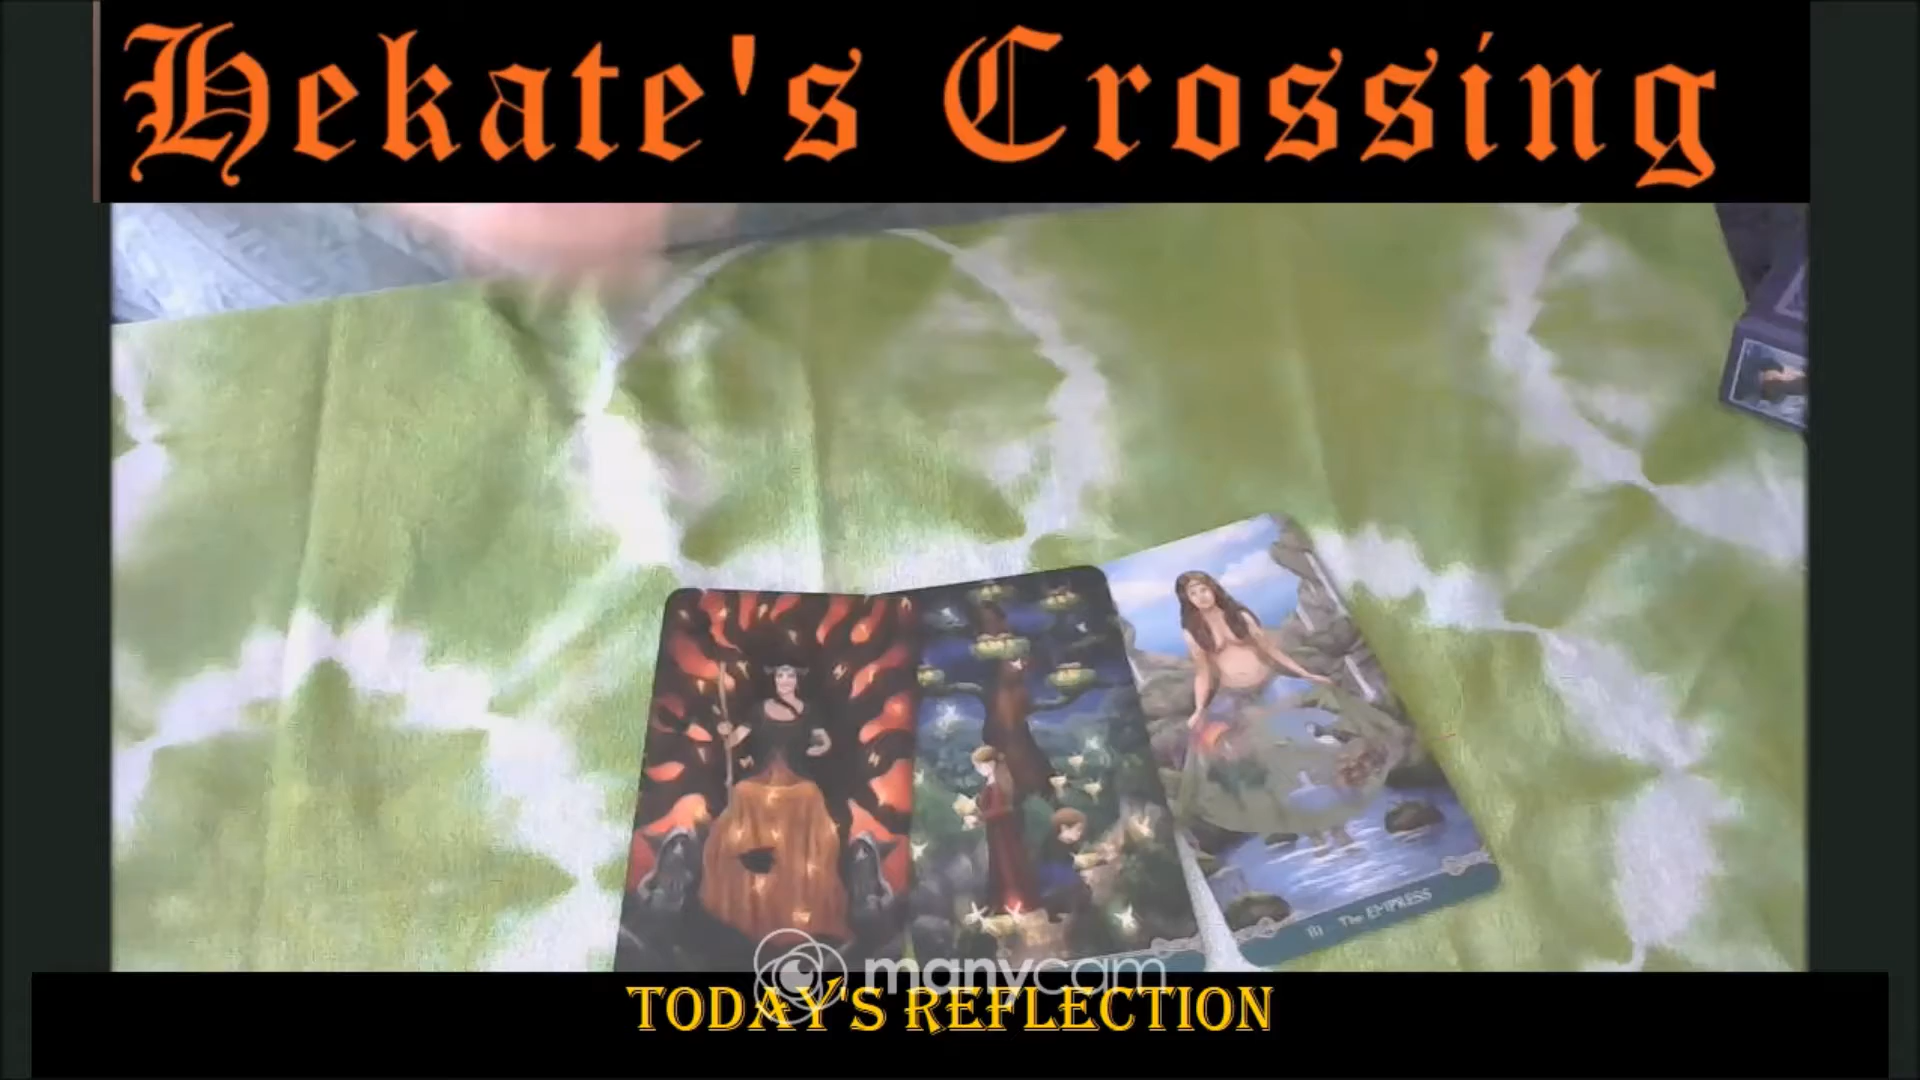 Hekate's Crossing
III The EMPRESS
manycam
TODAY'S REFLECTION